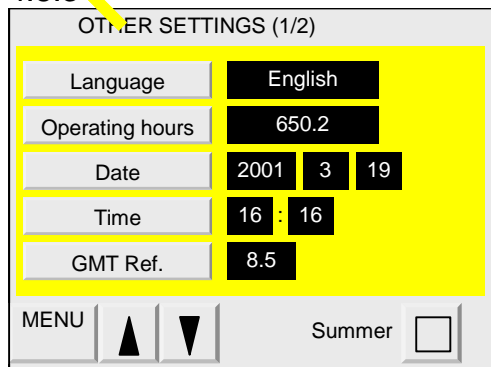 OTHER SETTINGS (1/2)
Language English
Operating hours 650.2
Date 2001 3 19
Time 16 : 16
GMT Ref. 8.5
MENU Summer